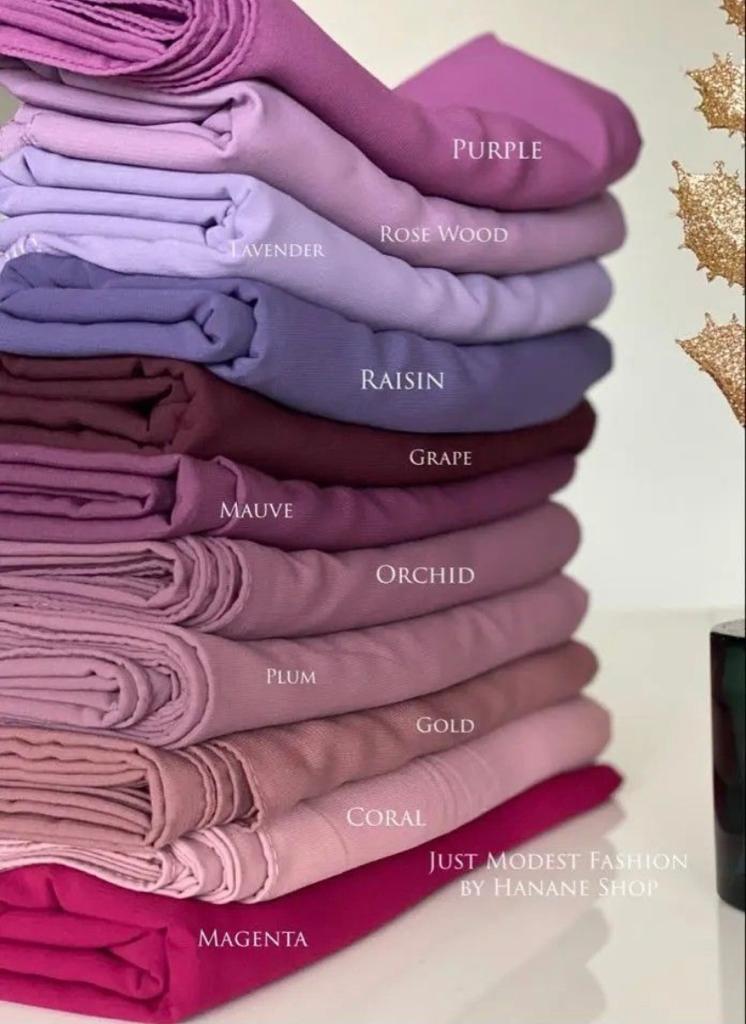 PURPLE
ROSE WOOD
LAVENDER
RAISIN
GRAPE
MAUVE
ORCHID
PLUM
GOLD
CORAL
JUST MODEST FASHION
BY HANANE SHOP
MAGENTA